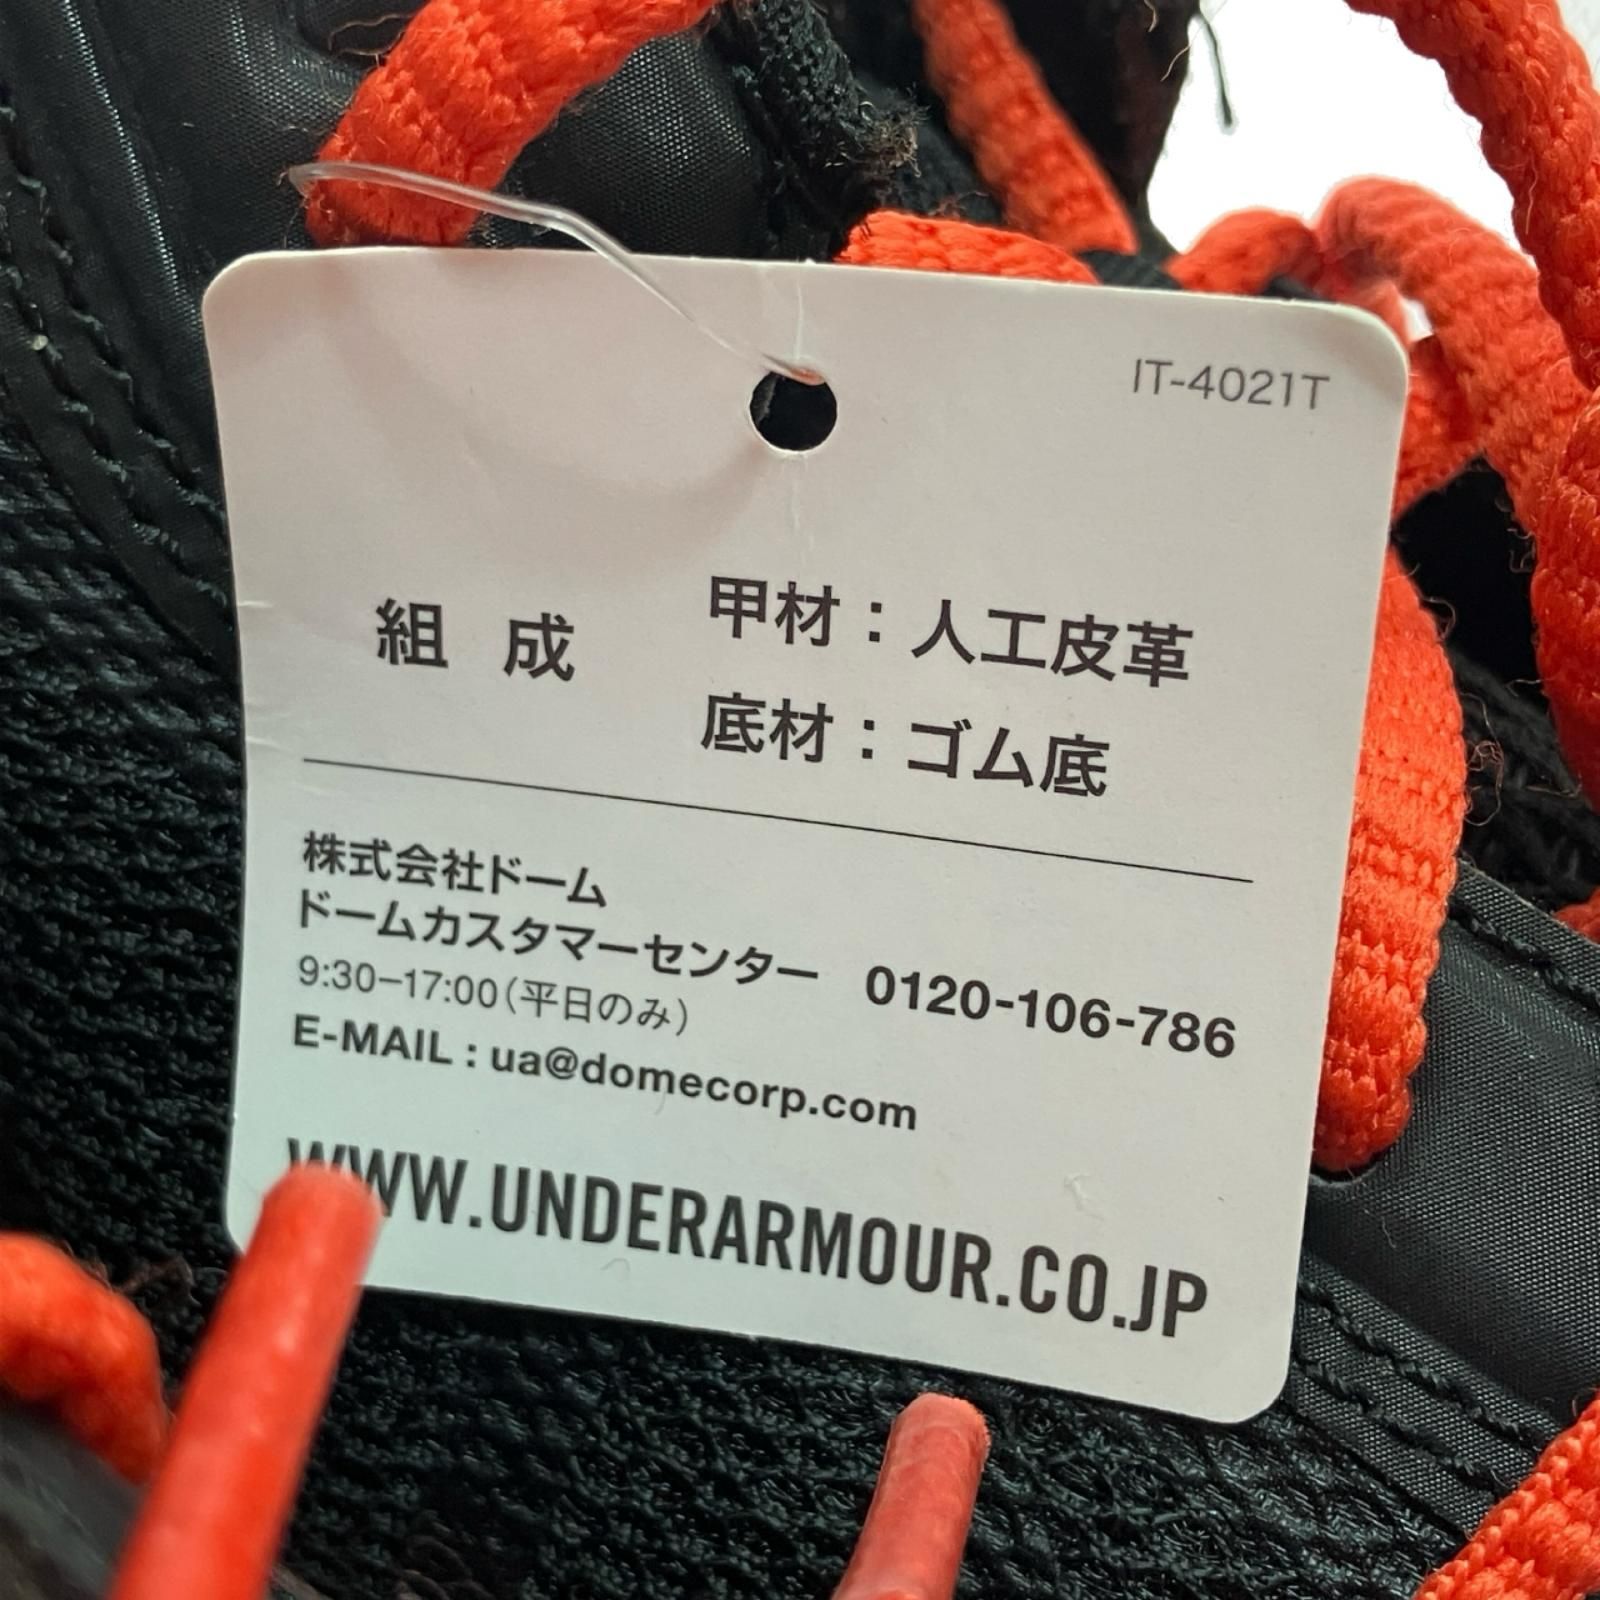 IT-4021T
組 成
甲材：人工皮革
底材：ゴム底
株式会社ドーム
ドームカスタマーセンター 0120-106-786
9:30–17:00（平日のみ）
E-MAIL : ua@domecorp.com
WWW.UNDERARMOUR.CO.JP